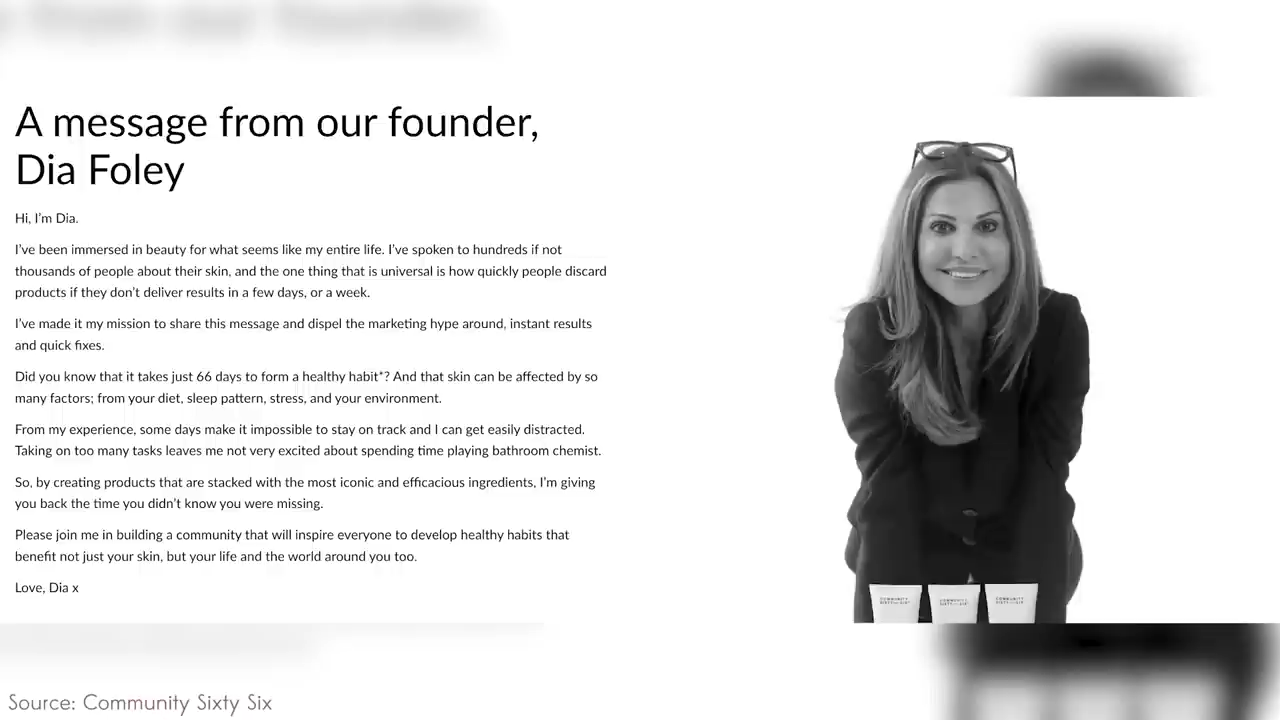 A message from our founder,
Dia Foley
Hi, I'm Dia.
I've been immersed in beauty for what seems like my entire life. I've spoken to hundreds if not
thousands of people about their skin, and the one thing that is universal is how quickly people discard
products if they don't deliver results in a few days, or a week.
I've made it my mission to share this message and dispel the marketing hype around, instant results
and quick fixes.
Did you know that it takes just 66 days to form a healthy habit*? And that skin can be affected by so
many factors; from your diet, sleep pattern, stress, and your environment.
From my experience, some days make it impossible to stay on track and I can get easily distracted.
Taking on too many tasks leaves me not very excited about spending time playing bathroom chemist.
So, by creating products that are stacked with the most iconic and efficacious ingredients, I'm giving
you back the time you didn't know you were missing.
Please join me in building a community that will inspire everyone to develop healthy habits that
benefit not just your skin, but your life and the world around you too.
Love, Dia x
COMMUNITY
SIXTY SIX
COMMUNITY
SIXTY SIX
COMMUNITY
SIXTY SIX
Source: Community Sixty Six